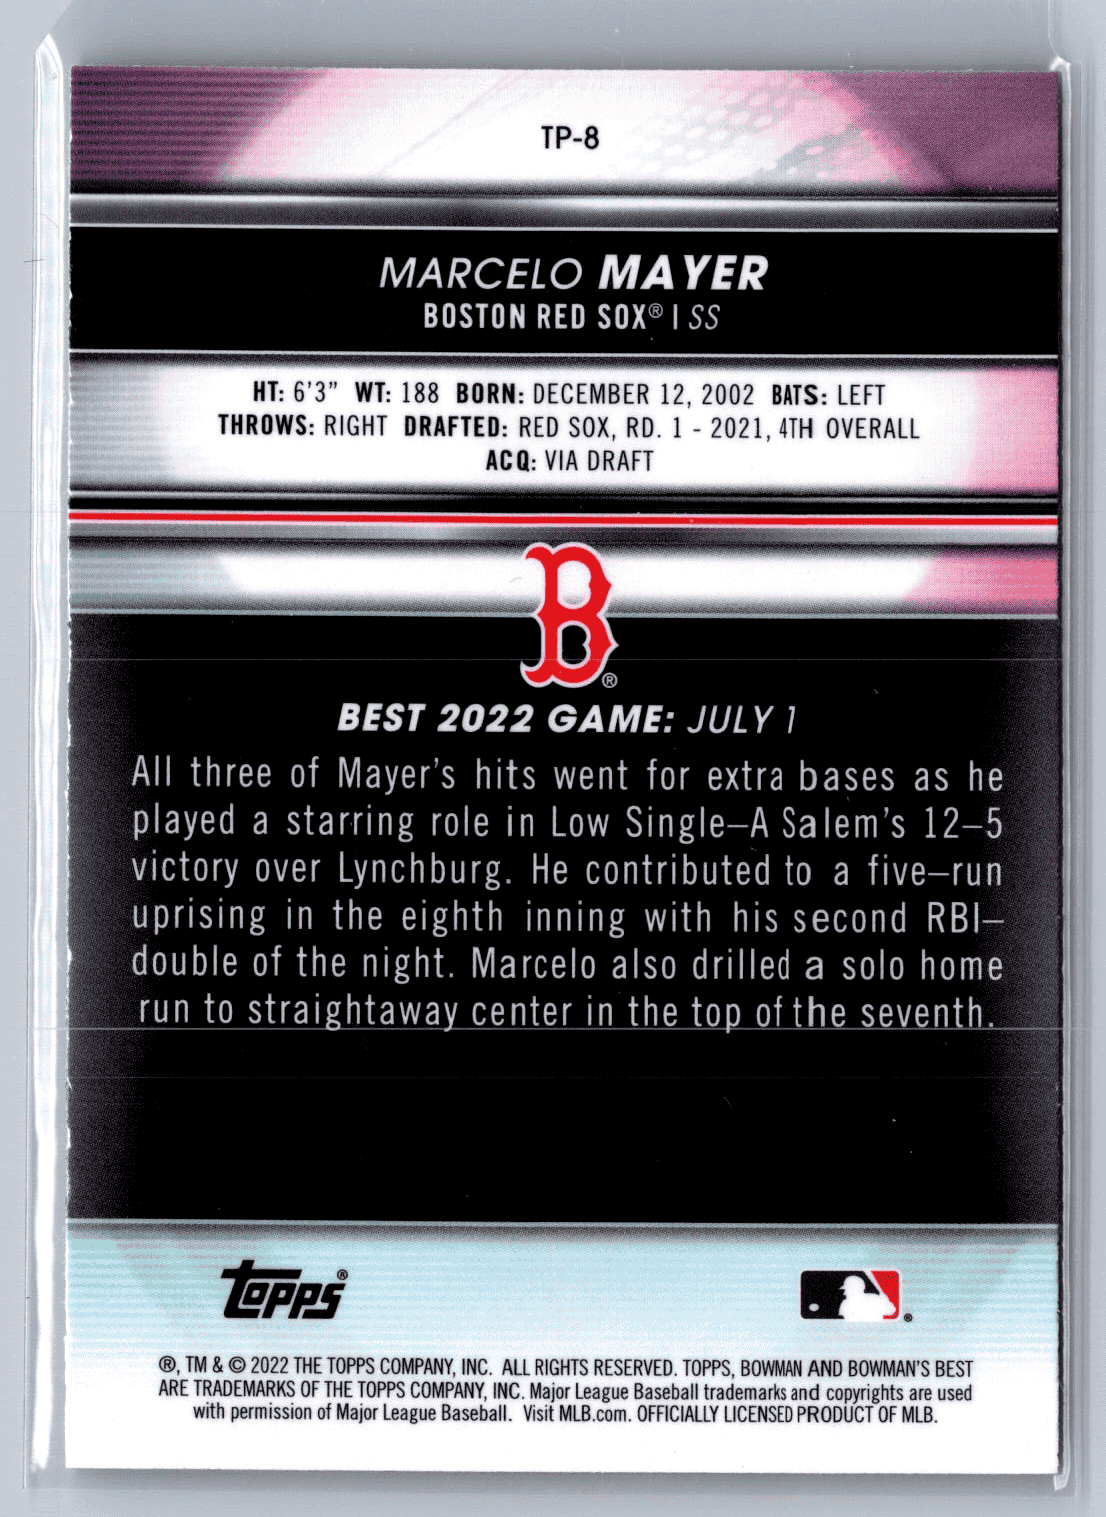 TP-8
MARCELO MAYER
BOSTON RED SOX® | SS
HT: 6'3" WT: 188 BORN: DECEMBER 12, 2002 BATS: LEFT
THROWS: RIGHT DRAFTED: RED SOX, RD. 1 - 2021, 4TH OVERALL
ACQ: VIA DRAFT
B®
BEST 2022 GAME: JULY 1
All three of Mayer's hits went for extra bases as he
played a starring role in Low Single–A Salem's 12–5
victory over Lynchburg. He contributed to a five–run
uprising in the eighth inning with his second RBI–
double of the night. Marcelo also drilled a solo home
run to straightaway center in the top of the seventh.
topps®
®
®, TM & © 2022 THE TOPPS COMPANY, INC. ALL RIGHTS RESERVED. TOPPS, BOWMAN AND BOWMAN'S BEST
ARE TRADEMARKS OF THE TOPPS COMPANY, INC. Major League Baseball trademarks and copyrights are used
with permission of Major League Baseball. Visit MLB.com. OFFICIALLY LICENSED PRODUCT OF MLB.